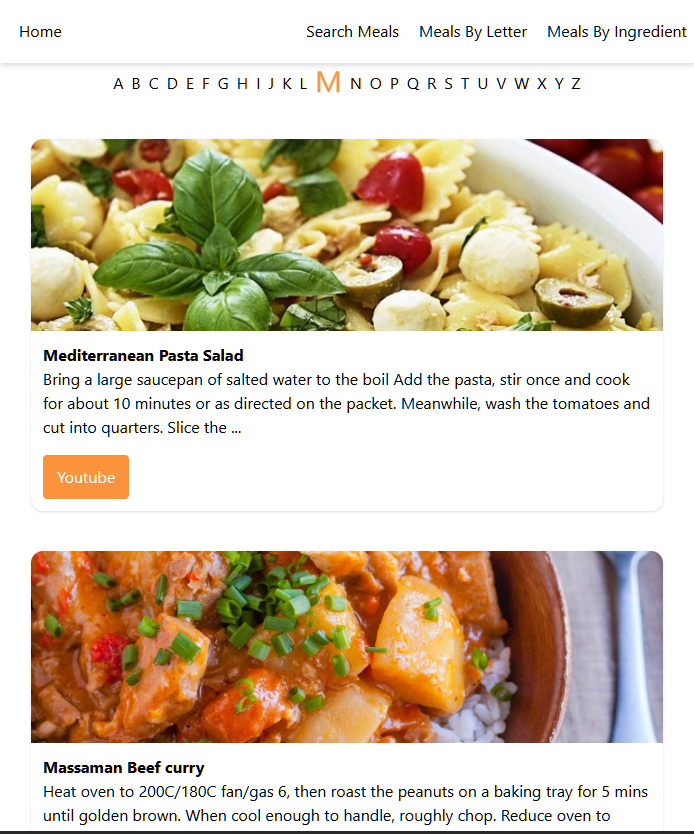 Home Search Meals Meals By Letter Meals By Ingredient
A B C D E F G H I J K L M N O P Q R S T U V W X Y Z
Mediterranean Pasta Salad
Bring a large saucepan of salted water to the boil Add the pasta, stir once and cook
for about 10 minutes or as directed on the packet. Meanwhile, wash the tomatoes and
cut into quarters. Slice the ...
Youtube
Massaman Beef curry
Heat oven to 200C/180C fan/gas 6, then roast the peanuts on a baking tray for 5 mins
until golden brown. When cool enough to handle, roughly chop. Reduce oven to